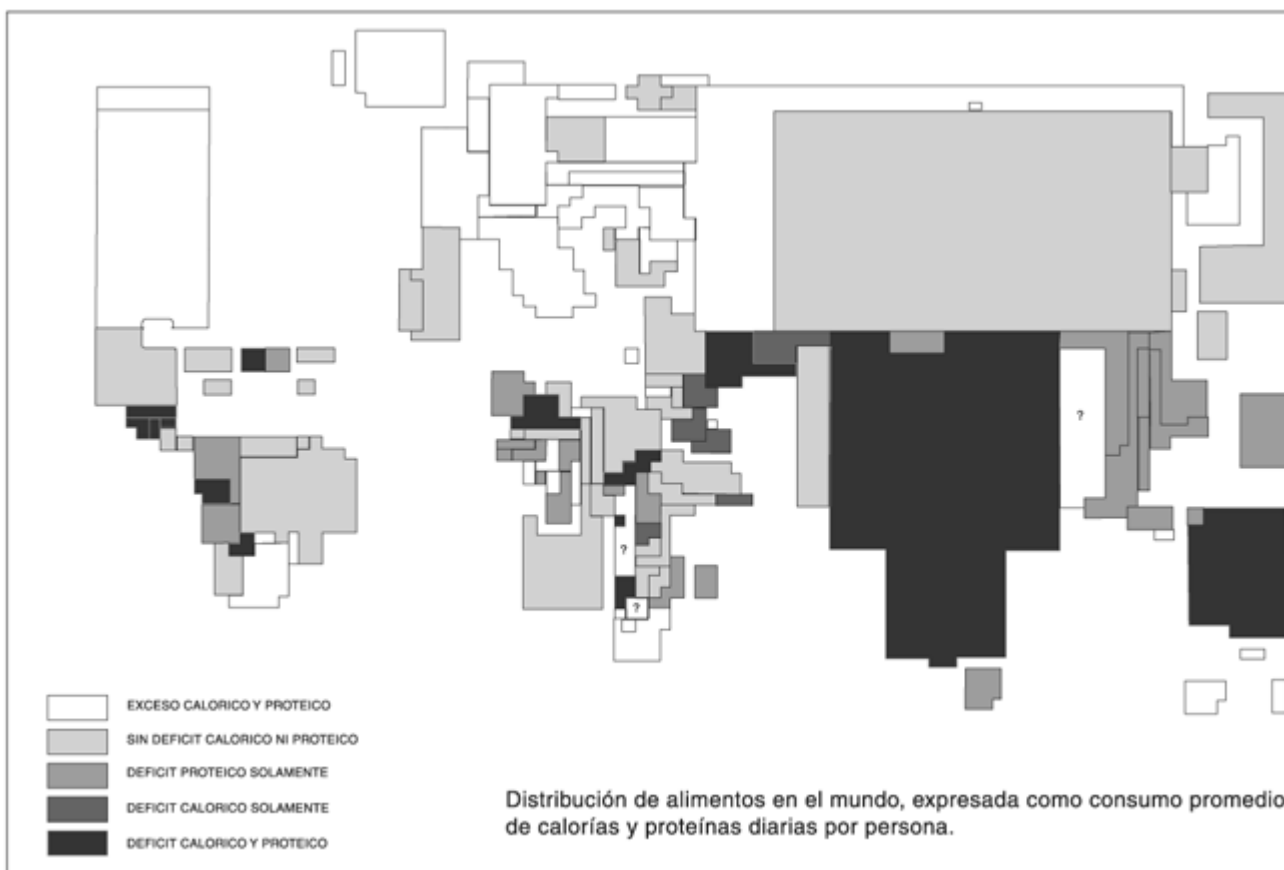 ?
?
?
EXCESO CALORICO Y PROTEICO
SIN DEFICIT CALORICO NI PROTEICO
DEFICIT PROTEICO SOLAMENTE
DEFICIT CALORICO SOLAMENTE
DEFICIT CALORICO Y PROTEICO
Distribución de alimentos en el mundo, expresada como consumo promedio
de calorías y proteínas diarias por persona.